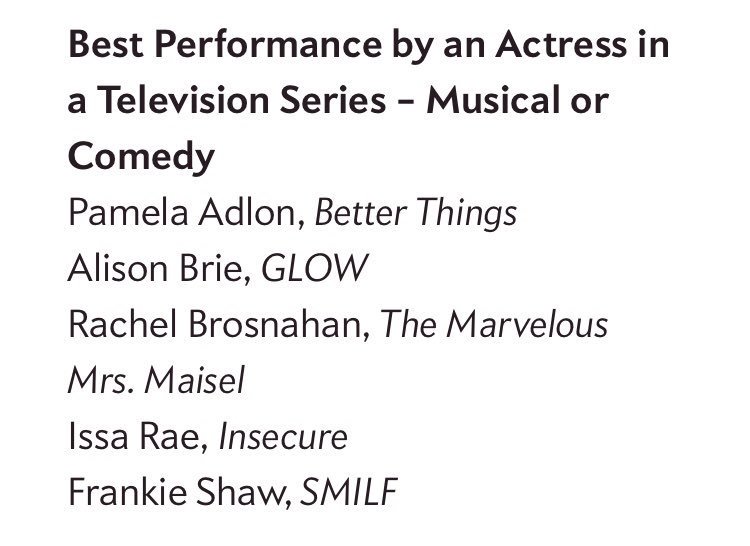 Best Performance by an Actress in
a Television Series – Musical or
Comedy
Pamela Adlon, Better Things
Alison Brie, GLOW
Rachel Brosnahan, The Marvelous
Mrs. Maisel
Issa Rae, Insecure
Frankie Shaw, SMILF